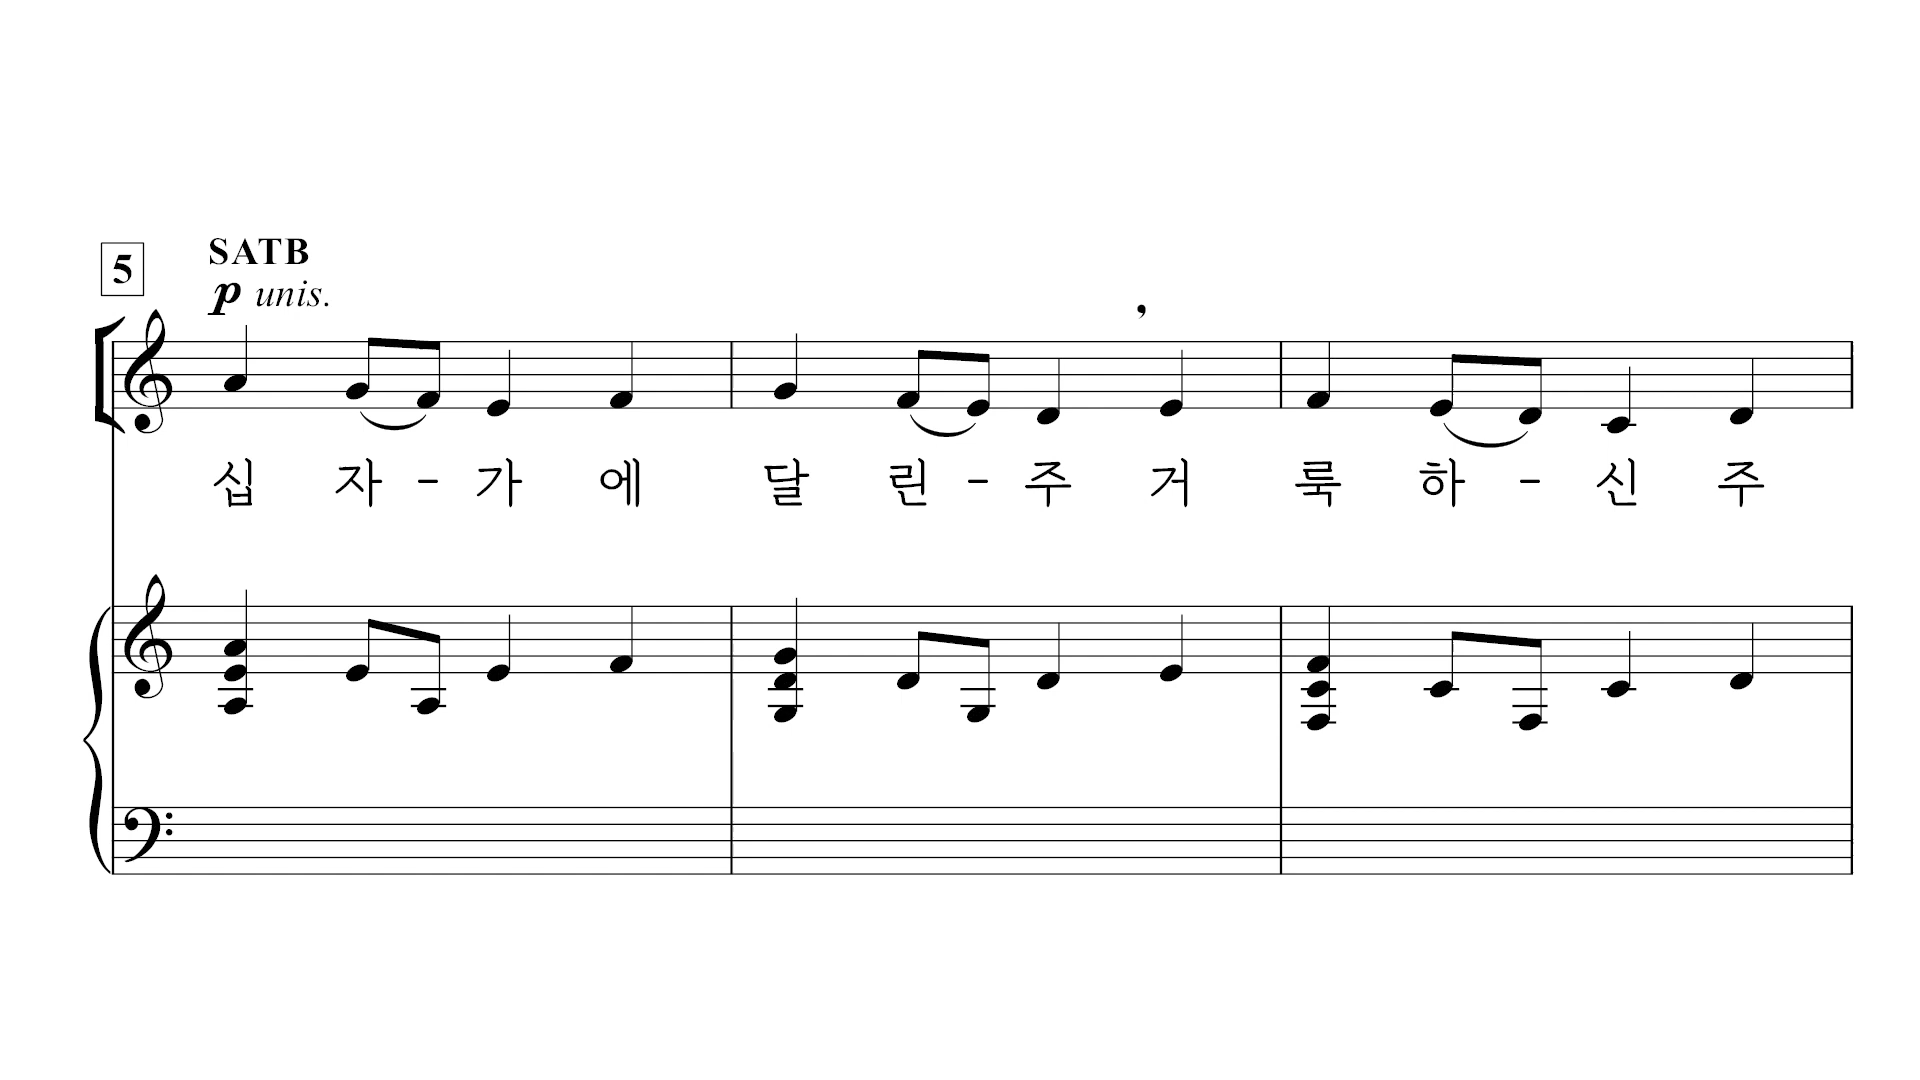 5
SATB
p unis.
십 자 - 가 에 달 린 - 주 거 룩 하 - 신 주